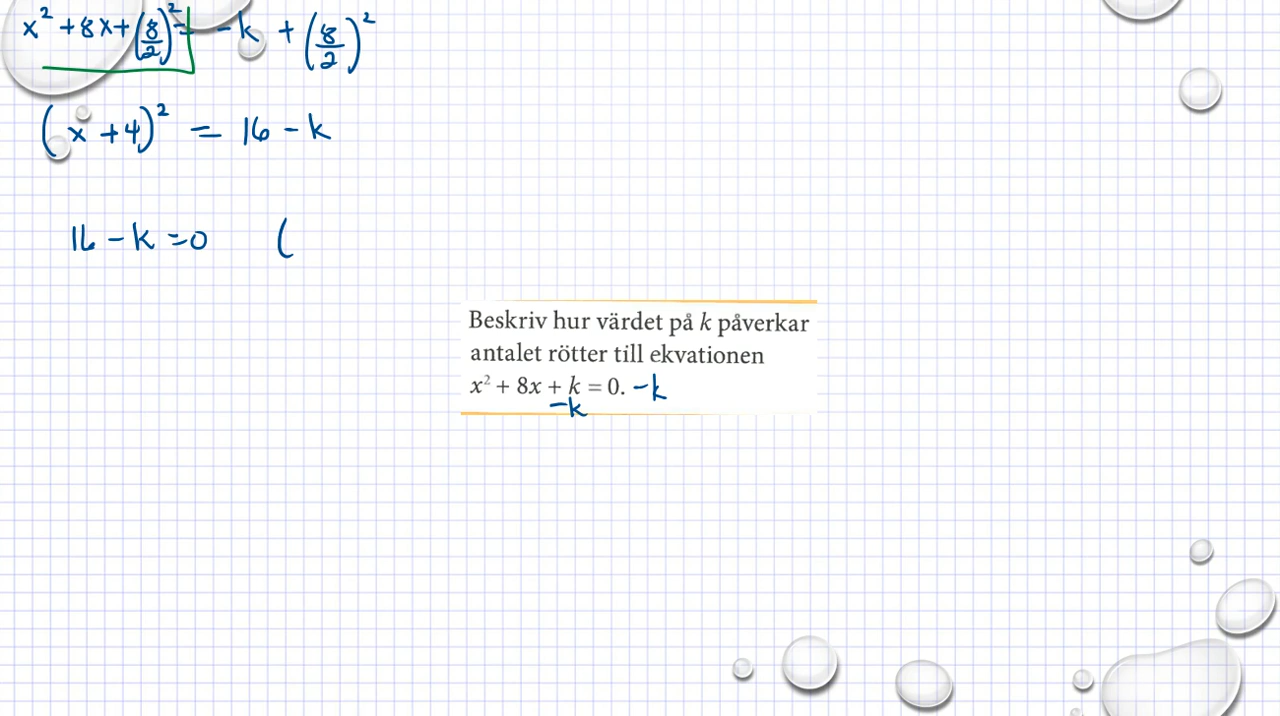 x² + 8x + (8/2)² = -k + (8/2)²
(x + 4)² = 16 - k
16 - k = 0 (
Beskriv hur värdet på k påverkar
antalet rötter till ekvationen
x² + 8x + k = 0. -k
-k